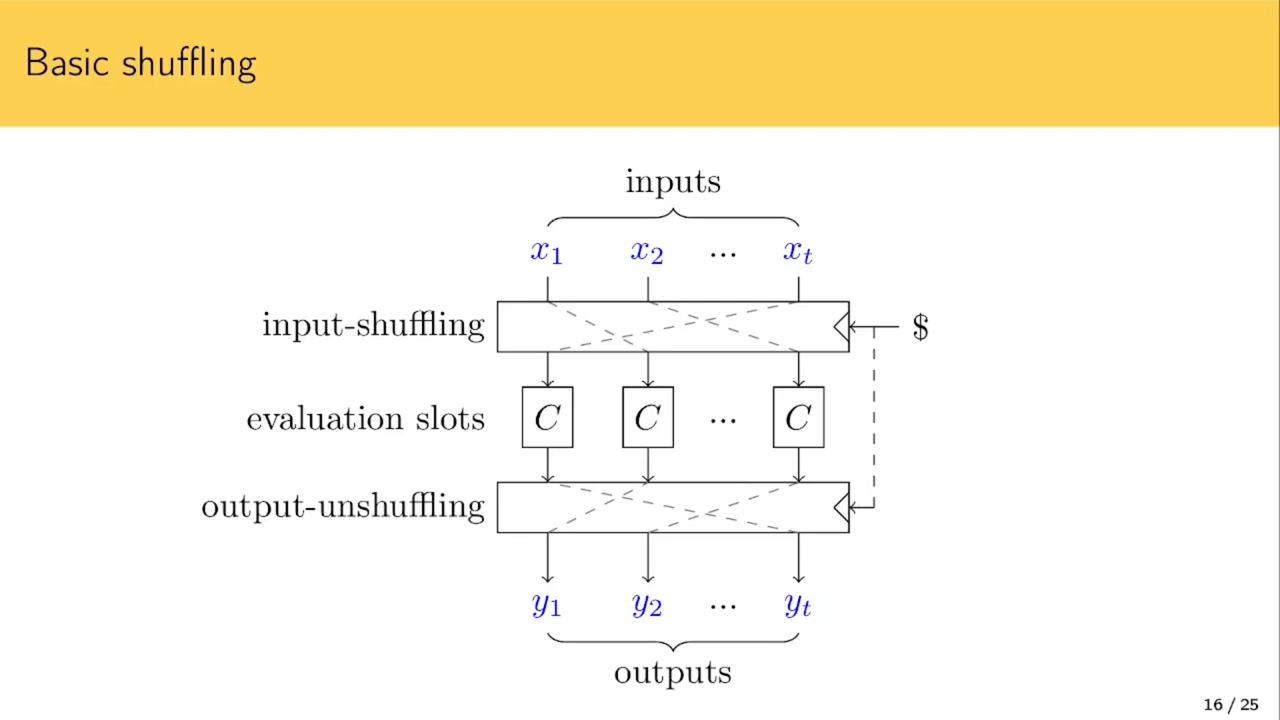 Basic shuffling
inputs
x₁ x₂ ... xₜ
input-shuffling $
evaluation slots C C ... C
output-unshuffling
y₁ y₂ ... yₜ
outputs
16 / 25